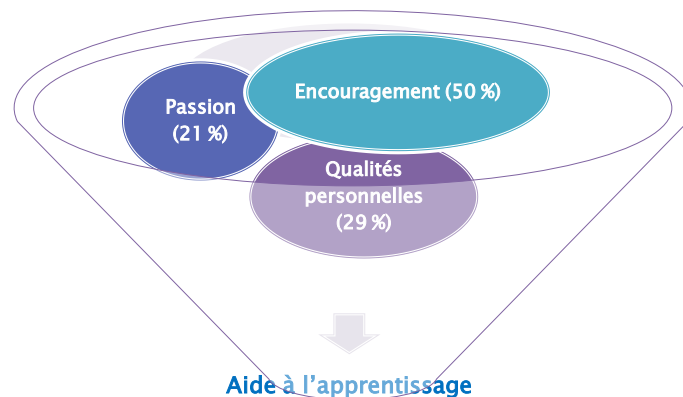 Encouragement (50 %)
Passion
(21 %)
Qualités
personnelles
(29 %)
Aide à l’apprentissage